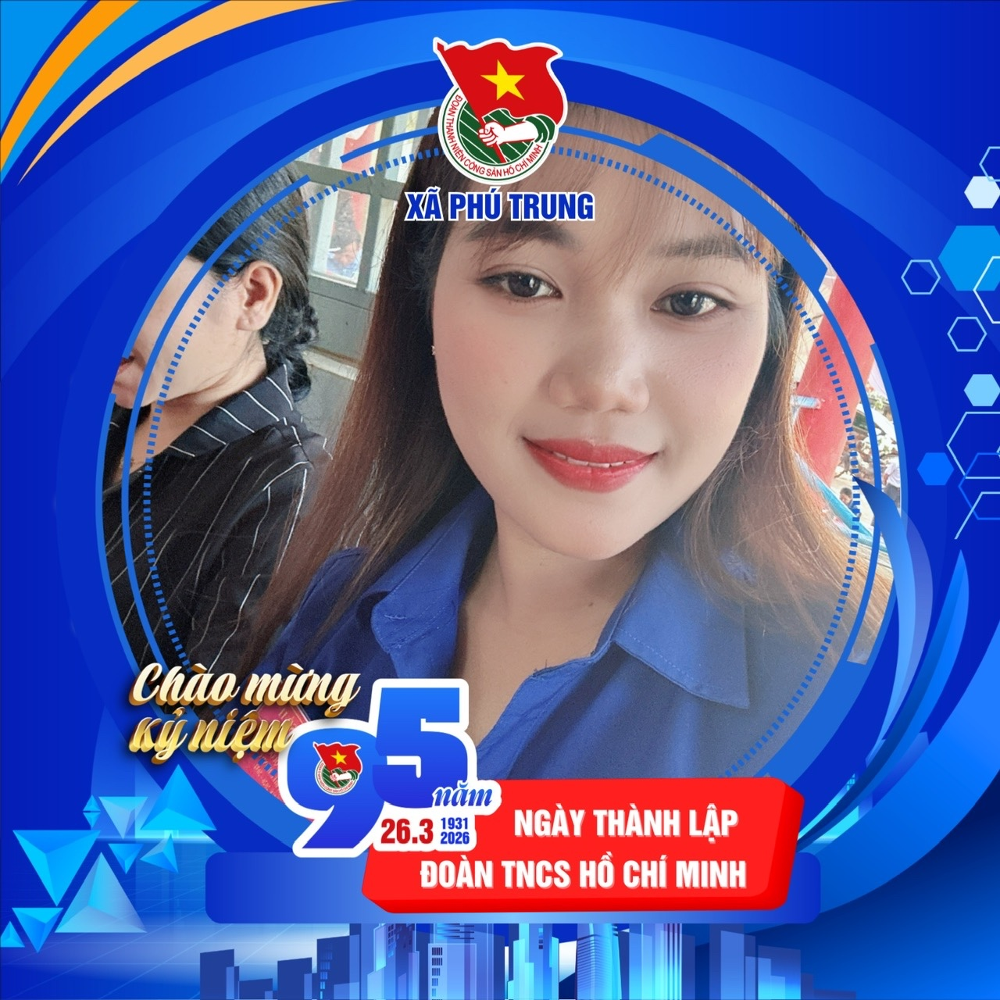 ĐOÀN THANH NIÊN CỘNG SẢN HỒ CHÍ MINH
XÃ PHÚ TRUNG
Chào mừng
kỷ niệm
95
năm
26.3
1931
2026
NGÀY THÀNH LẬP
ĐOÀN TNCS HỒ CHÍ MINH